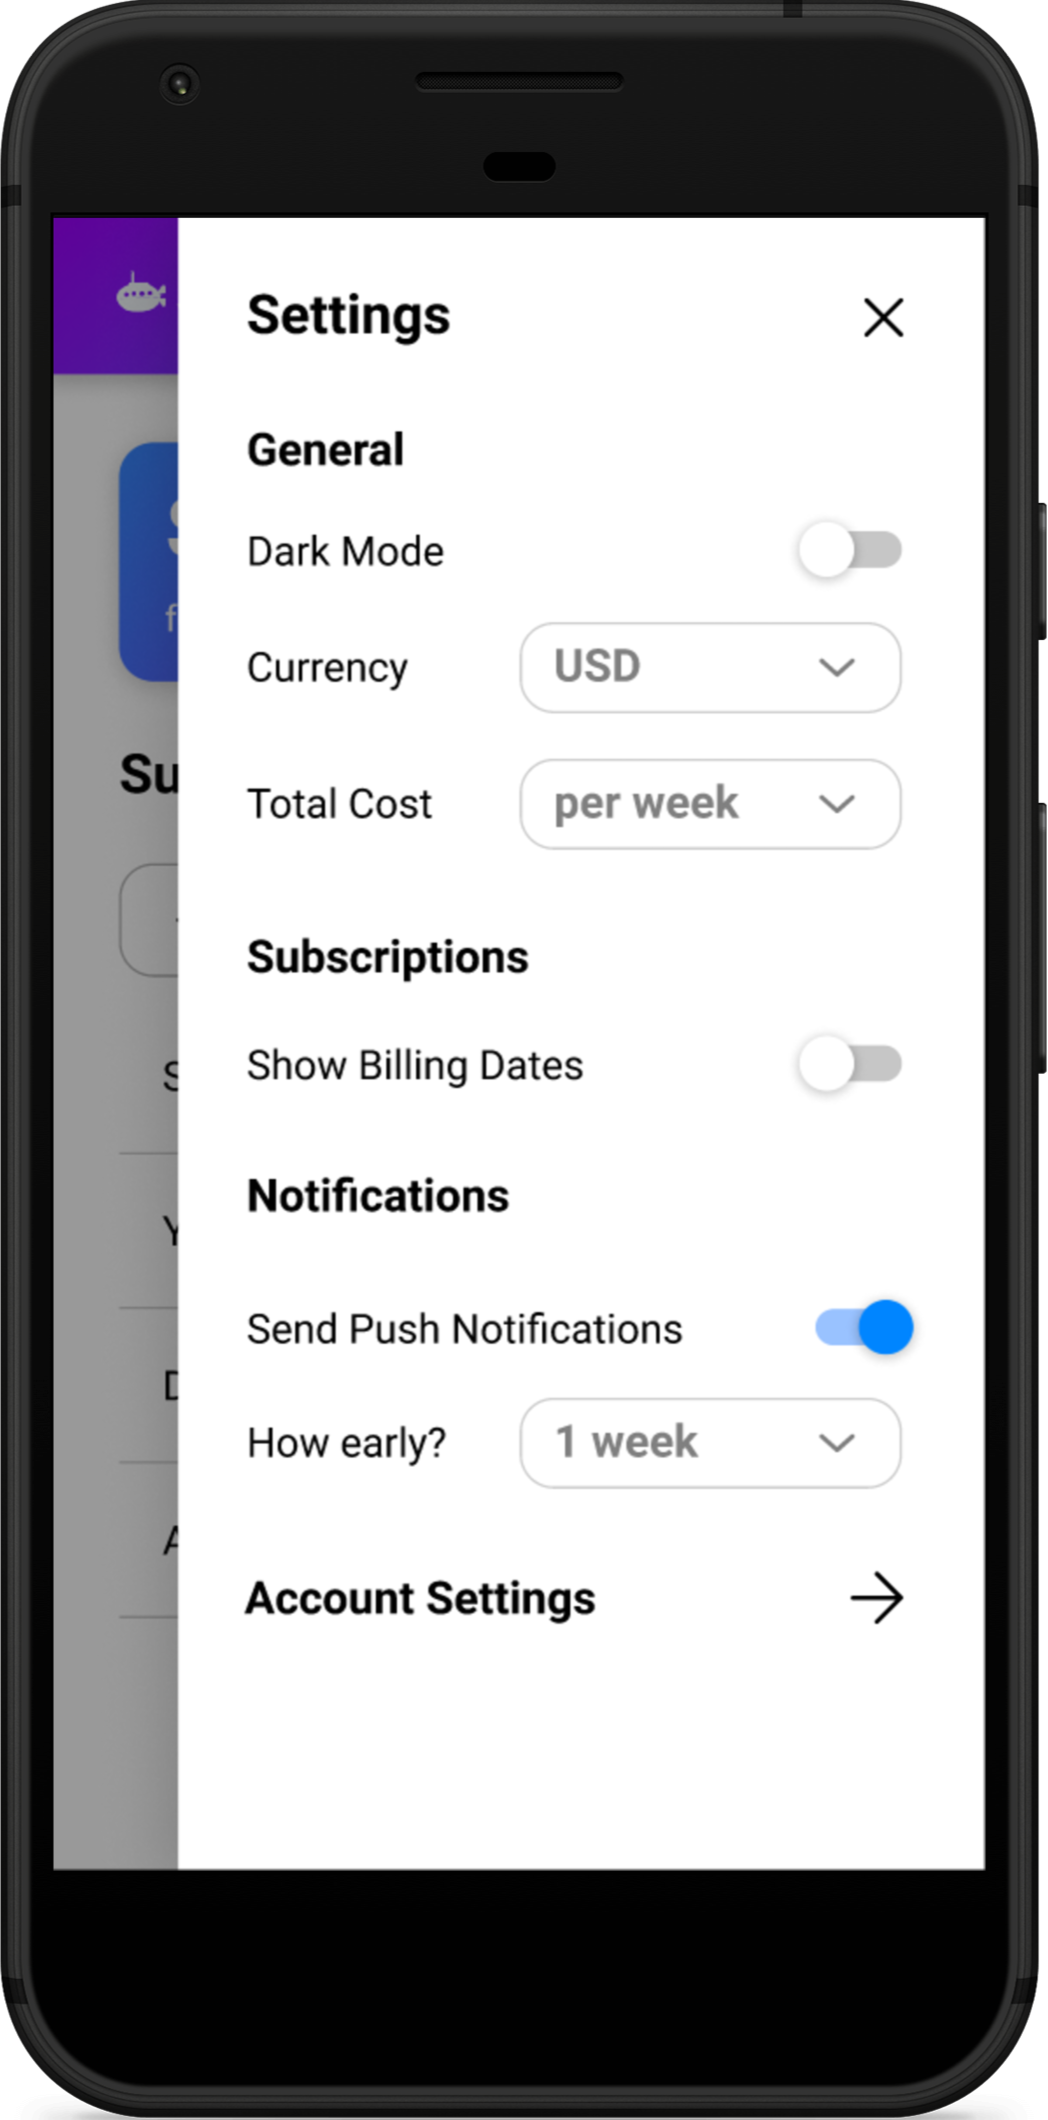 Settings
General
Dark Mode
Currency
USD
Total Cost
per week
Subscriptions
Show Billing Dates
Notifications
Send Push Notifications
How early?
1 week
Account Settings
Su